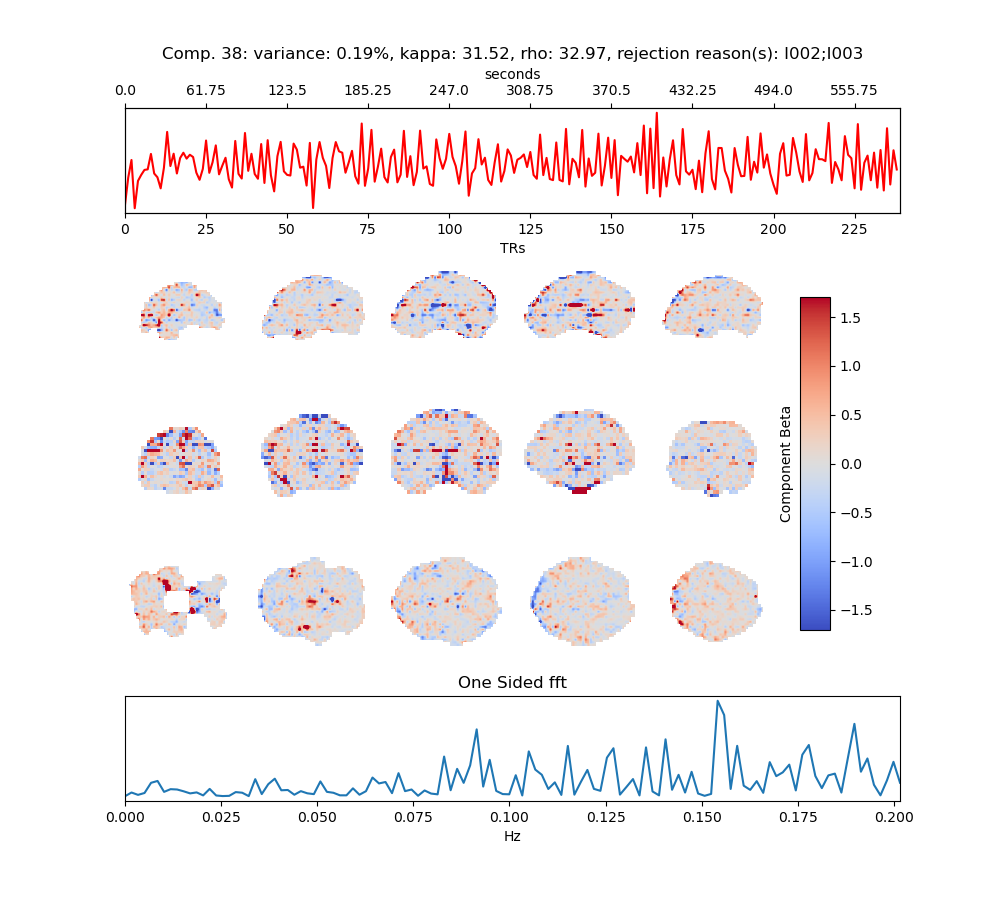 Comp. 38: variance: 0.19%, kappa: 31.52, rho: 32.97, rejection reason(s): I002;I003
seconds
0.0 61.75 123.5 185.25 247.0 308.75 370.5 432.25 494.0 555.75
0 25 50 75 100 125 150 175 200 225
TRs
1.5
1.0
0.5
0.0
−0.5
−1.0
−1.5
Component Beta
One Sided fft
0.000 0.025 0.050 0.075 0.100 0.125 0.150 0.175 0.200
Hz